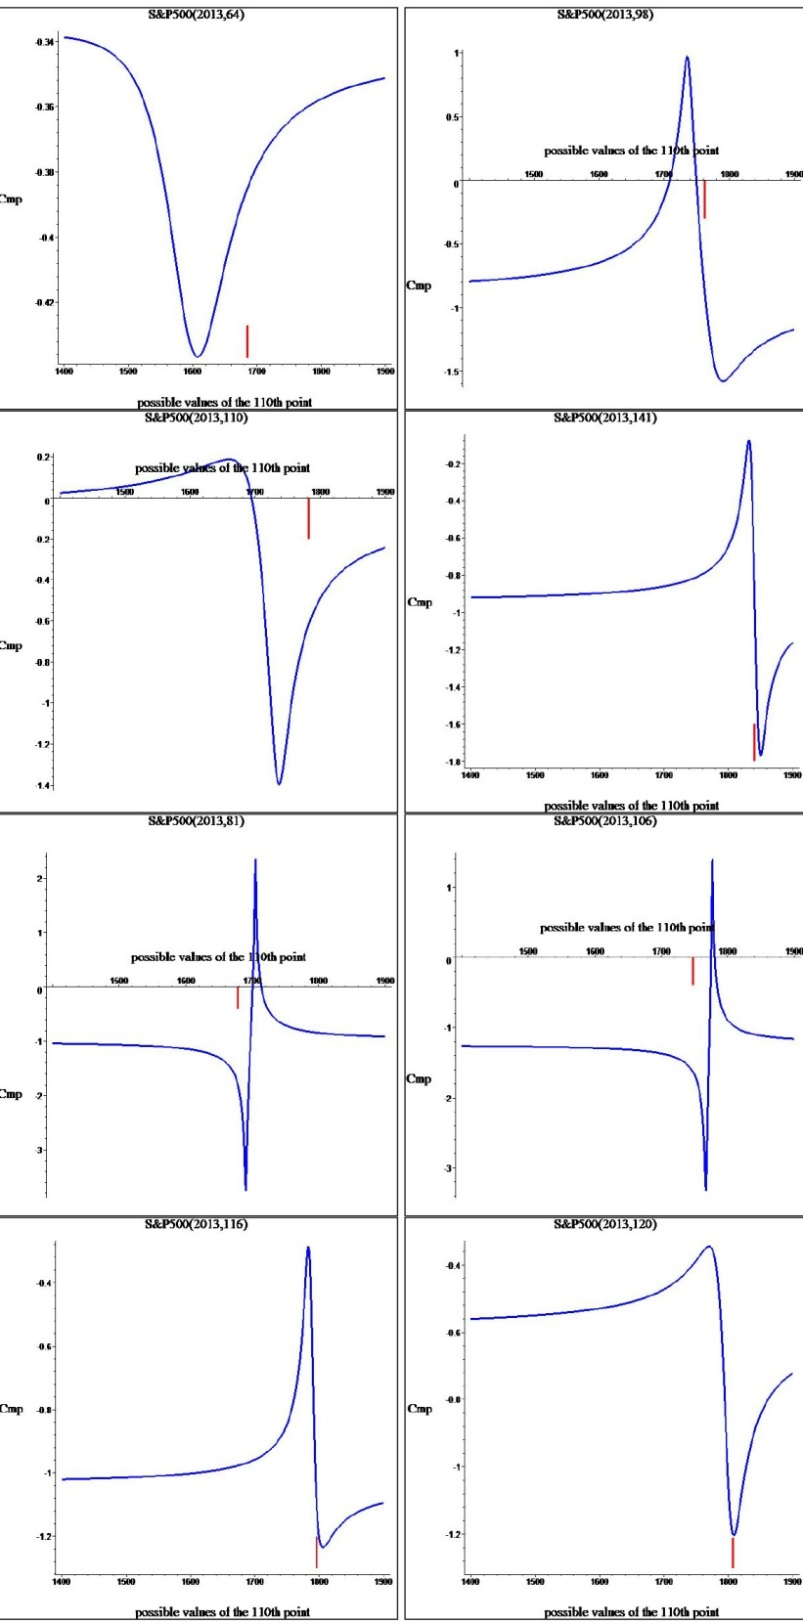 S&P500(2013,64)
-0.34
-0.36
-0.38
Cmp
-0.4
-0.42
1400 1500 1600 1700 1800 1900
possible values of the 110th point
S&P500(2013,98)
1
0.5
possible values of the 110th point
1500 1600 1700 1800 1900
0
-0.5
Cmp
-1
-1.5
S&P500(2013,110)
0.2
possible values of the 110th point
1500 1600 1700 1800 1900
0
0.2
0.4
0.6
Cmp
0.8
-1
1.2
1.4
S&P500(2013,141)
-0.2
-0.4
-0.6
-0.8
Cmp
-1
-1.2
-1.4
-1.6
-1.8
1400 1500 1600 1700 1800 1900
possible values of the 110th point
S&P500(2013,81)
2
1
possible values of the 110th point
1500 1600 1700 1800 1900
0
-1
Cmp
-2
3
S&P500(2013,106)
1
possible values of the 110th point
1500 1600 1700 1800 1900
0
-1
Cmp
2
-3
S&P500(2013,116)
-0.4
-0.6
-0.8
Cmp
-1
-1.2
1400 1500 1600 1700 1800 1900
possible values of the 110th point
S&P500(2013,120)
-0.4
-0.6
-0.8
Cmp
-1
-1.2
1400 1500 1600 1700 1800 1900
possible values of the 110th point